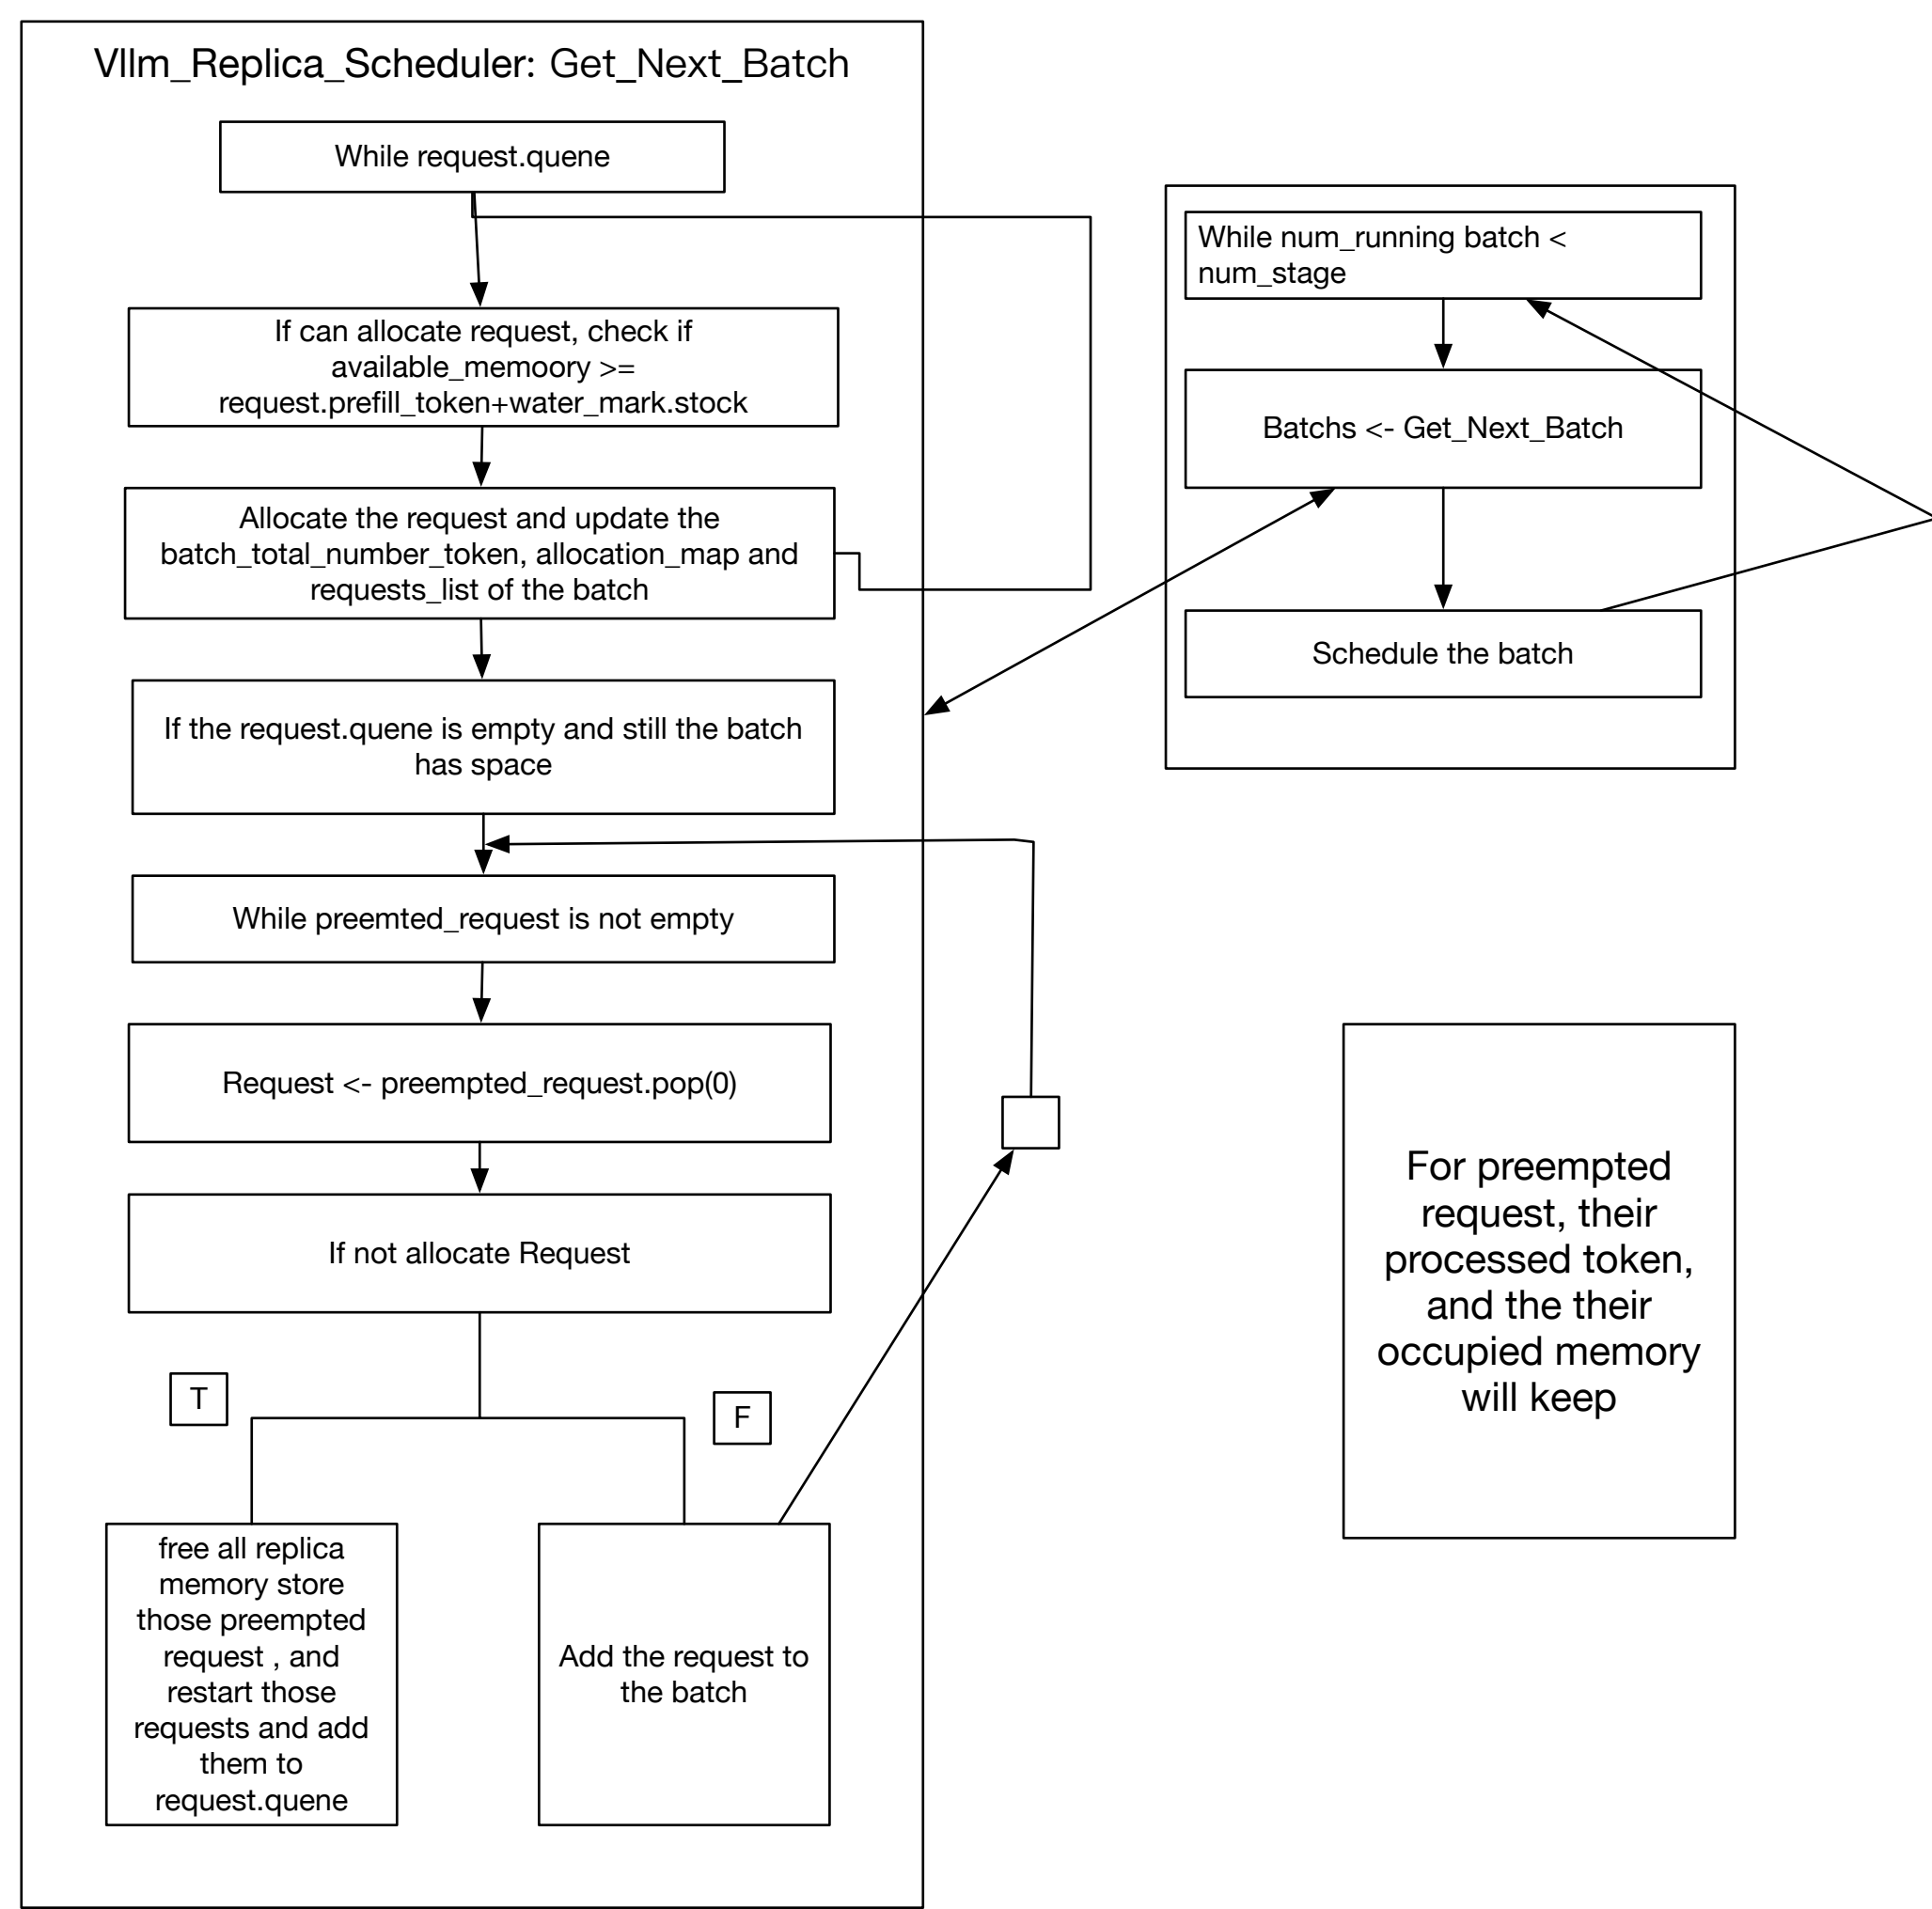 Vllm_Replica_Scheduler: Get_Next_Batch
While request.quene
If can allocate request, check if
available_memoory >=
request.prefill_token+water_mark.stock
Allocate the request and update the
batch_total_number_token, allocation_map and
requests_list of the batch
If the request.quene is empty and still the batch
has space
While preemted_request is not empty
Request <- preempted_request.pop(0)
If not allocate Request
T
F
free all replica
memory store
those preempted
request , and
restart those
requests and add
them to
request.quene
Add the request to
the batch
While num_running batch <
num_stage
Batchs <- Get_Next_Batch
Schedule the batch
For preempted
request, their
processed token,
and the their
occupied memory
will keep